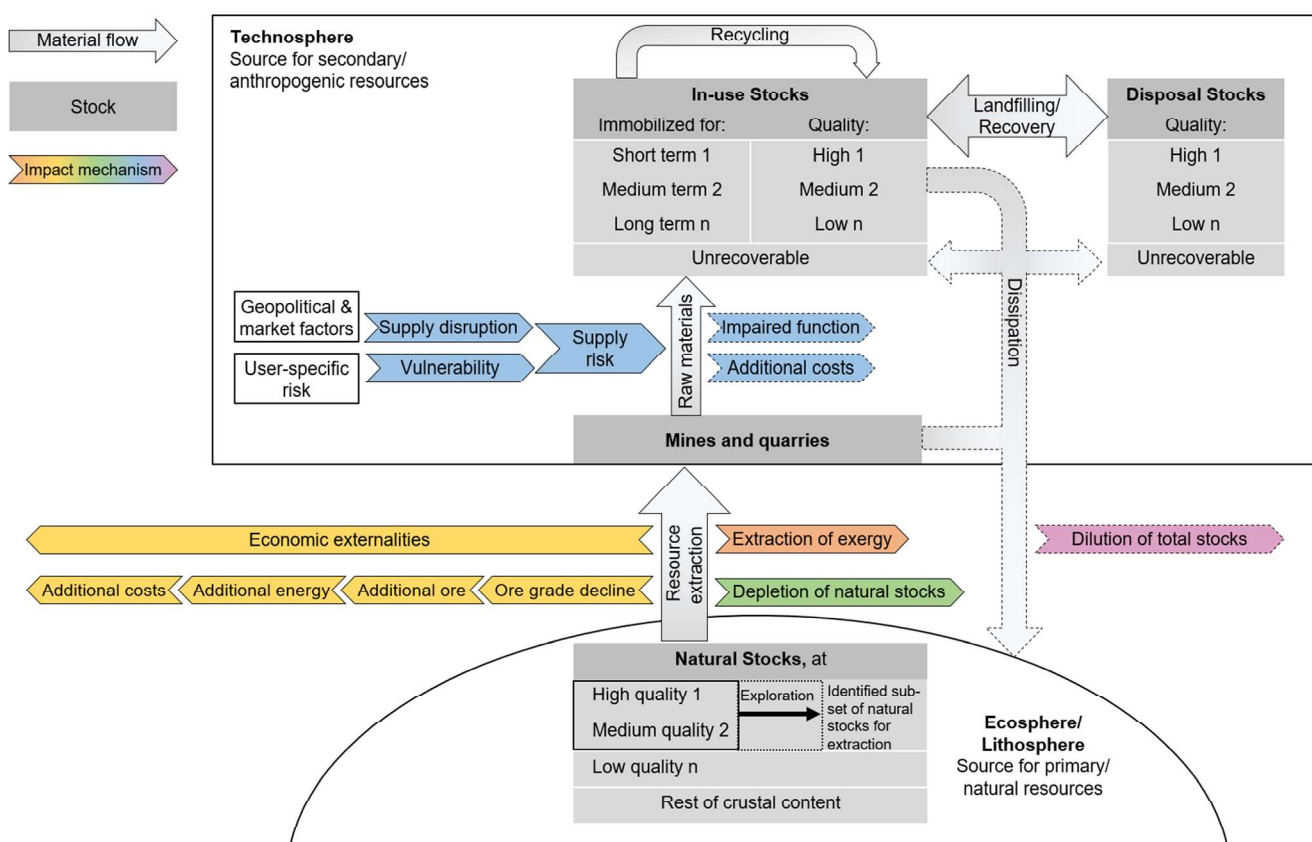 Material flow
Stock
Impact mechanism
Technosphere
Source for secondary/
anthropogenic resources
Recycling
In-use Stocks
Immobilized for:
Quality:
Short term 1
High 1
Medium term 2
Medium 2
Long term n
Low n
Unrecoverable
Landfilling/
Recovery
Disposal Stocks
Quality:
High 1
Medium 2
Low n
Unrecoverable
Dissipation
Geopolitical &
market factors
Supply disruption
User-specific
risk
Vulnerability
Supply
risk
Raw materials
Impaired function
Additional costs
Mines and quarries
Economic externalities
Additional costs
Additional energy
Additional ore
Ore grade decline
Resource
extraction
Extraction of exergy
Depletion of natural stocks
Dilution of total stocks
Natural Stocks, at
High quality 1
Medium quality 2
Exploration
Identified sub-
set of natural
stocks for
extraction
Low quality n
Rest of crustal content
Ecosphere/
Lithosphere
Source for primary/
natural resources